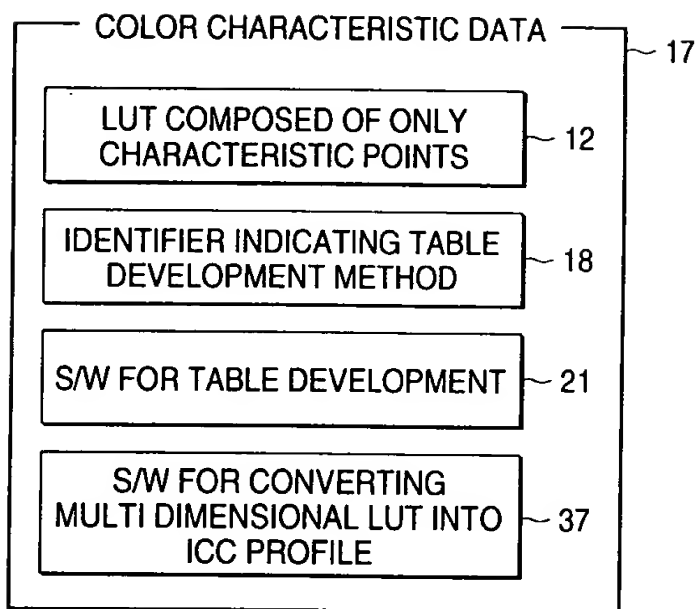 COLOR CHARACTERISTIC DATA
17
LUT COMPOSED OF ONLY
CHARACTERISTIC POINTS
12
IDENTIFIER INDICATING TABLE
DEVELOPMENT METHOD
18
S/W FOR TABLE DEVELOPMENT
21
S/W FOR CONVERTING
MULTI DIMENSIONAL LUT INTO
ICC PROFILE
37